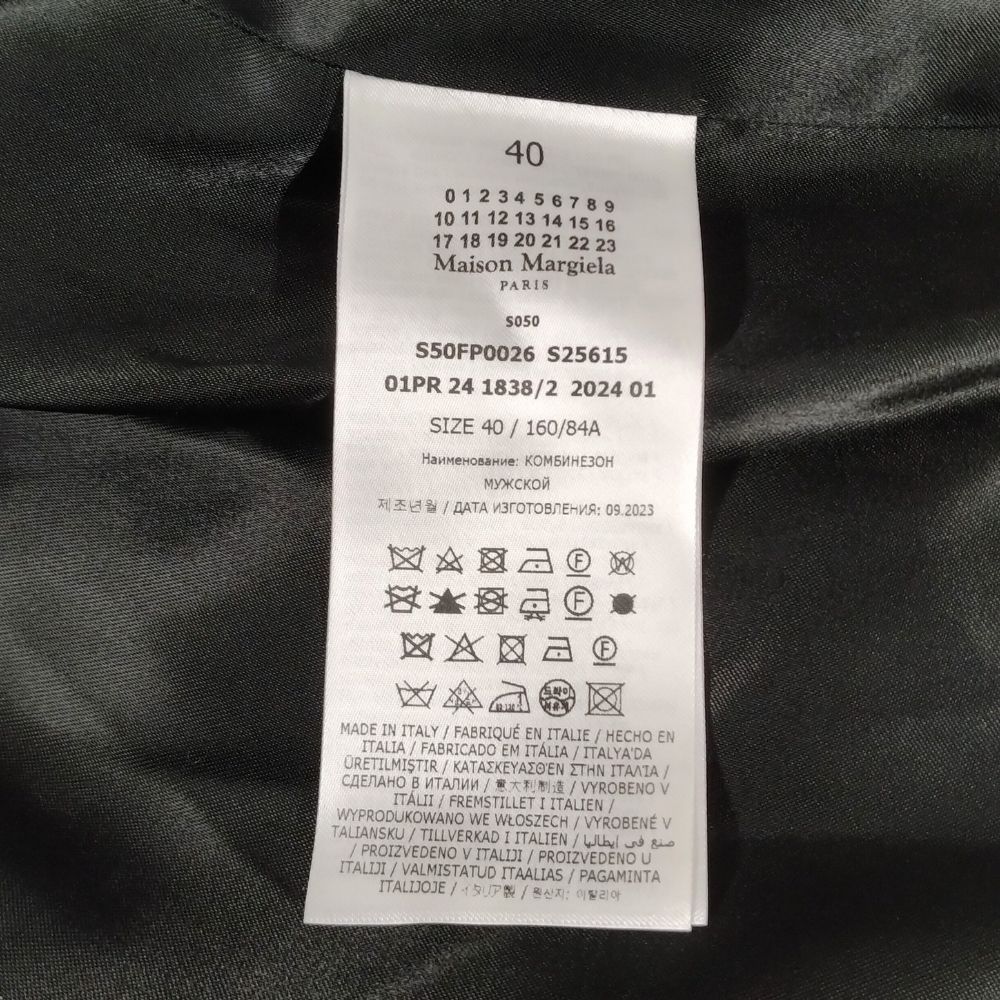 40
0 1 2 3 4 5 6 7 8 9
10 11 12 13 14 15 16
17 18 19 20 21 22 23
Maison Margiela
PARIS
S050
S50FP0026 S25615
01PR 24 1838/2 2024 01
SIZE 40 / 160/84A
Наименование: КОМБИНЕЗОН
МУЖСКОЙ
제조년월 / ДАТА ИЗГОТОВЛЕНИЯ: 09.2023
F
F
F
드라이
MADE IN ITALY / FABRIQUÉ EN ITALIE / HECHO EN
ITALIA / FABRICADO EM ITÁLIA / ITALYA'DA
ÜRETILMIŞTIR / ΚΑΤΑΣΚΕΥΑΣΘΈΝ ΣΤΗΝ ΙΤΑΛΊΑ /
СДЕЛАНО В ИТАЛИИ / 意大利制造 / VYROBENO V
ITÁLII / FREMSTILLET I ITALIEN /
WYPRODUKOWANO WE WŁOSZECH / VYROBENÉ V
TALIANSKU / TILLVERKAD I ITALIEN / صنع في إيطاليا
/ PROIZVEDENO V ITALIJI / PROIZVEDENO U
ITALIJI / VALMISTATUD ITAALIAS / PAGAMINTA
ITALIJOJE / イタリア製 / 원산지: 이탈리아